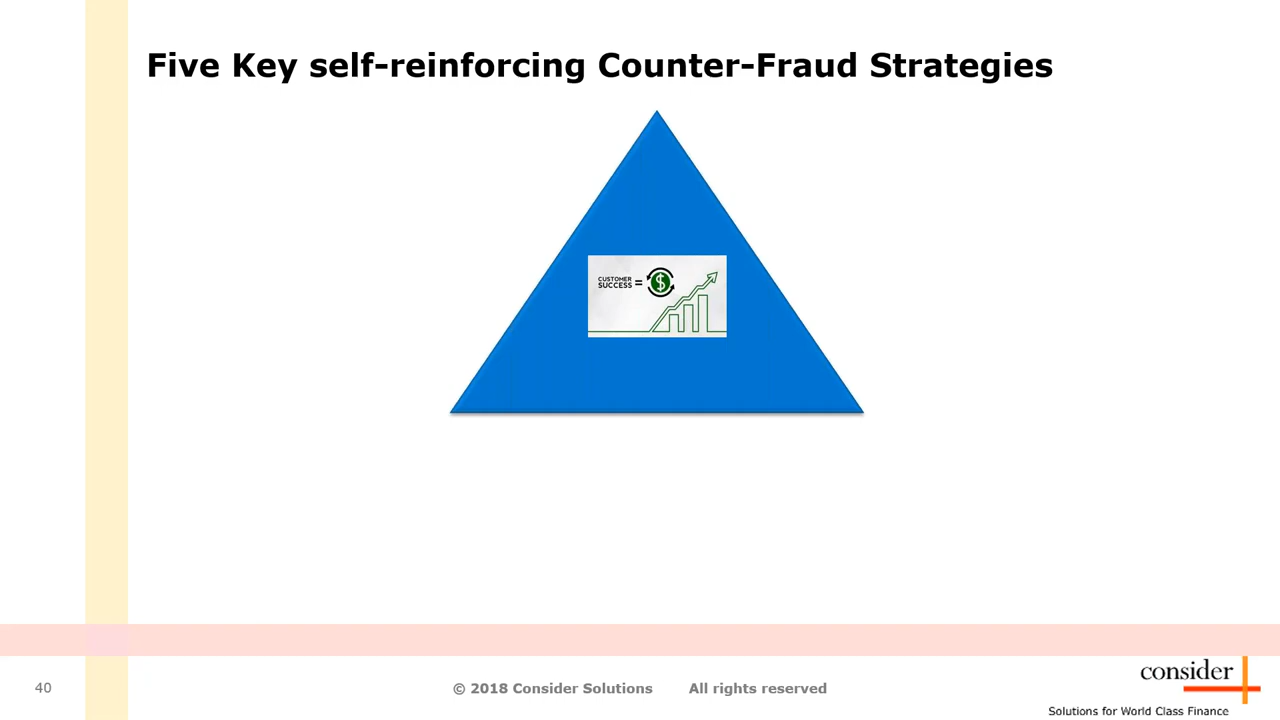 Five Key self-reinforcing Counter-Fraud Strategies
CUSTOMER
SUCCESS = $
40
© 2018 Consider Solutions All rights reserved
consider
Solutions for World Class Finance